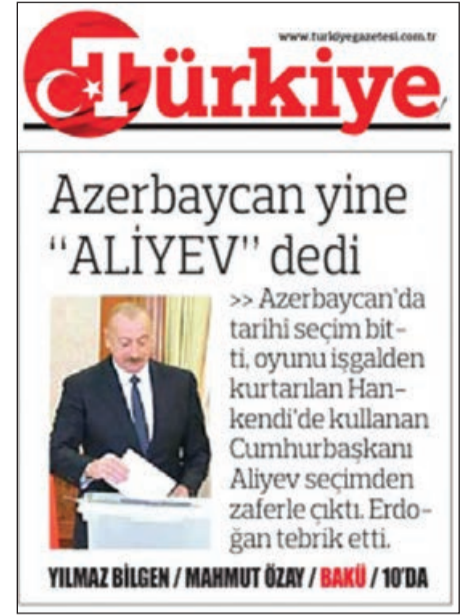 www.turkiyegazetesi.com.tr
Türkiye
Azerbaycan yine
“ALİYEV” dedi
>> Azerbaycan’da
tarihî seçim bit-
ti, oyunu işgalden
kurtarılan Han-
kendi’de kullanan
Cumhurbaşkanı
Aliyev seçimden
zaferle çıktı. Erdo-
ğan tebrik etti.
YILMAZ BİLGEN / MAHMUT ÖZAY / BAKÜ / 10’DA